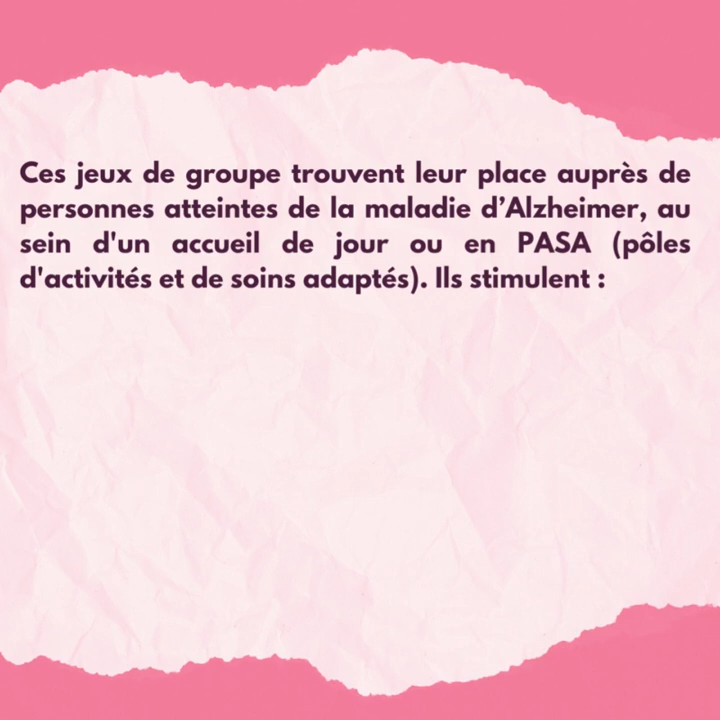 Ces jeux de groupe trouvent leur place auprès de
personnes atteintes de la maladie d’Alzheimer, au
sein d'un accueil de jour ou en PASA (pôles
d'activités et de soins adaptés). Ils stimulent :